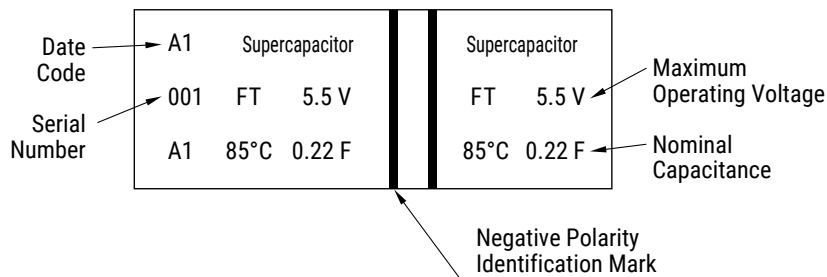 Date
Code
Serial
Number
A1 Supercapacitor
001 FT 5.5 V
A1 85°C 0.22 F
Supercapacitor
FT 5.5 V
85°C 0.22 F
Maximum
Operating Voltage
Nominal
Capacitance
Negative Polarity
Identification Mark